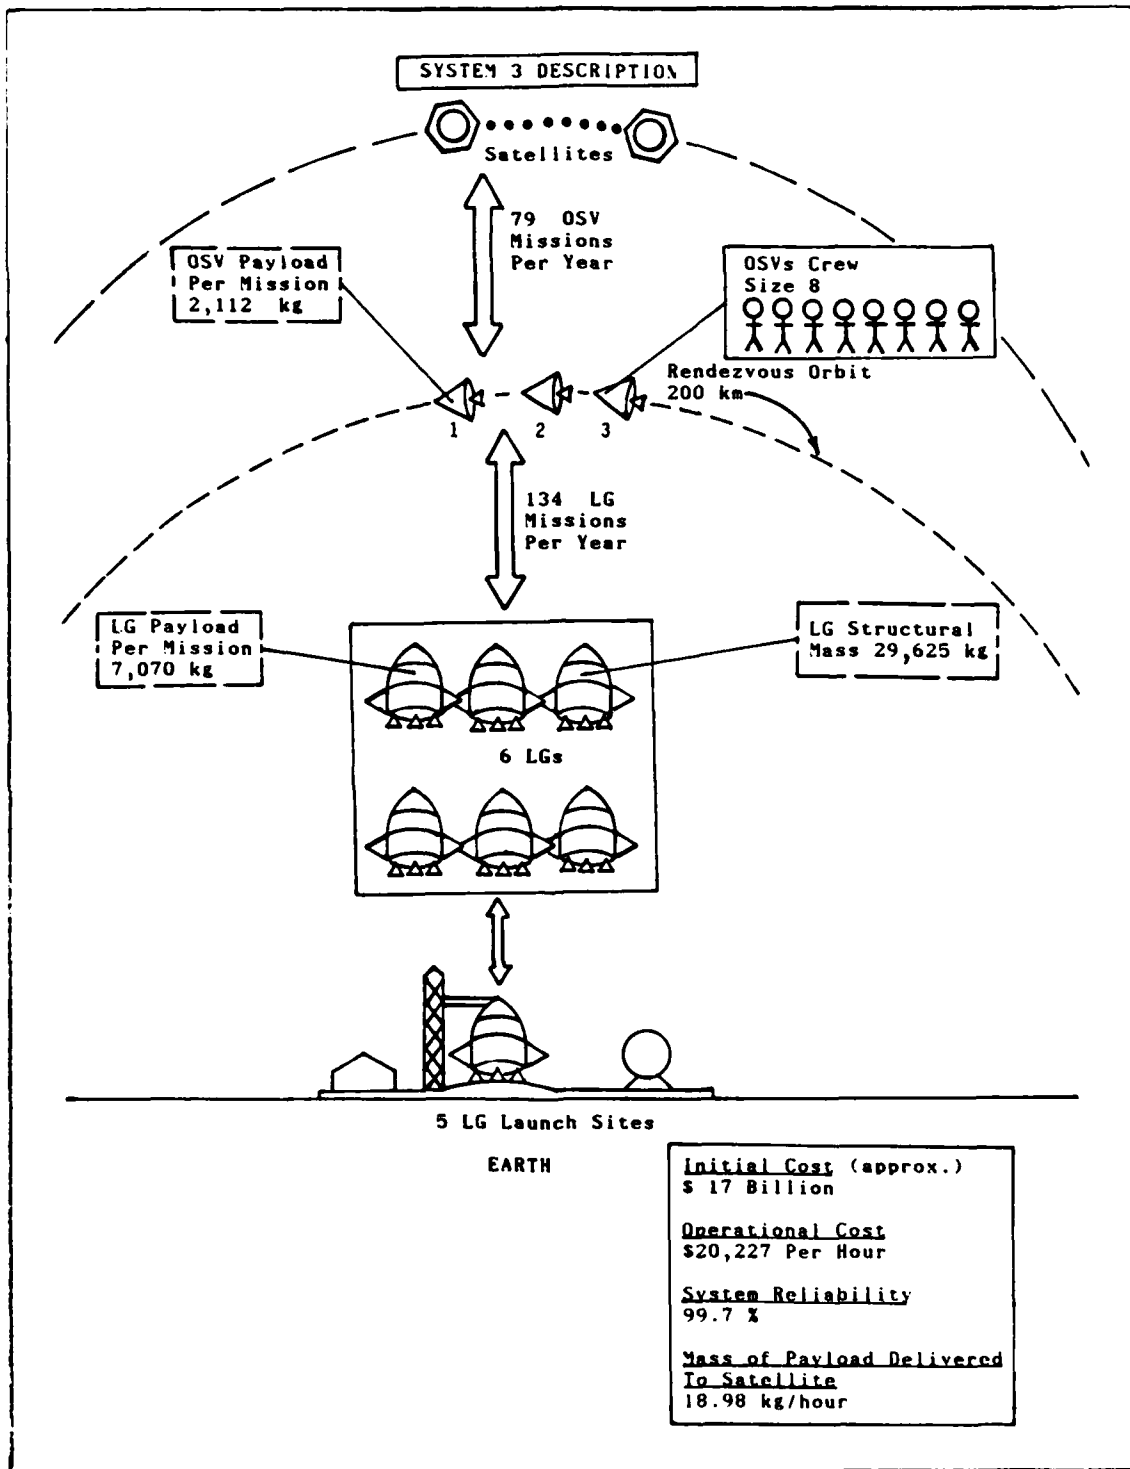 SYSTEM 3 DESCRIPTION
Satellites
79 OSV
Missions
Per Year
OSV Payload
Per Mission
2,112 kg
OSVs Crew
Size 8
Rendezvous Orbit
200 km
1
2
3
134 LG
Missions
Per Year
LG Payload
Per Mission
7,070 kg
LG Structural
Mass 29,625 kg
6 LGs
5 LG Launch Sites
EARTH
Initial Cost (approx.)
$ 17 Billion
Operational Cost
$20,227 Per Hour
System Reliability
99.7 %
Mass of Payload Delivered
To Satellite
18.98 kg/hour